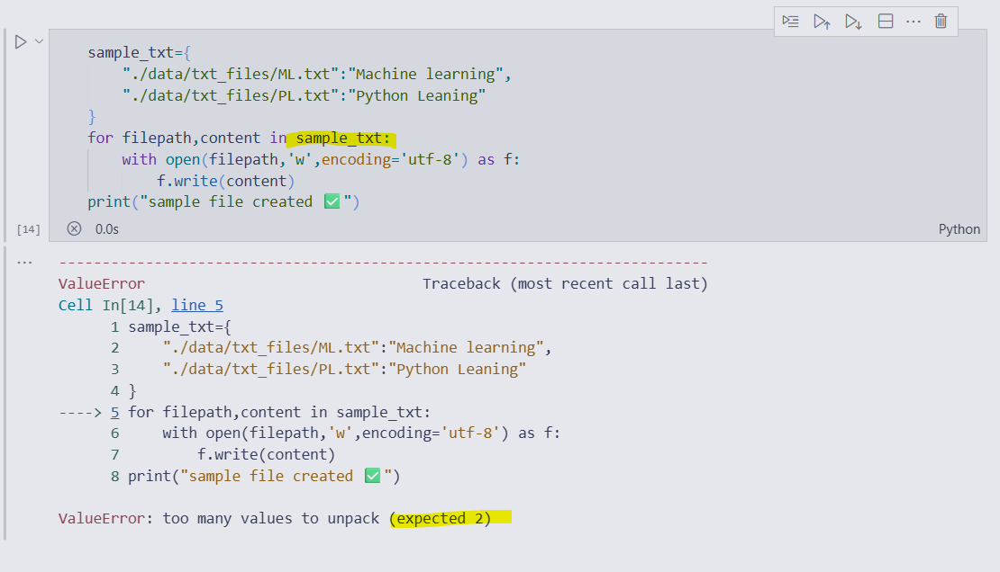 sample_txt={
    "./data/txt_files/ML.txt":"Machine learning",
    "./data/txt_files/PL.txt":"Python Leaning"
}
for filepath,content in sample_txt:
    with open(filepath,'w',encoding='utf-8') as f:
        f.write(content)
print("sample file created ✅")
[14] 0.0s Python
---------------------------------------------------------------------------
ValueError                                Traceback (most recent call last)
Cell In[14], line 5
      1 sample_txt={
      2     "./data/txt_files/ML.txt":"Machine learning",
      3     "./data/txt_files/PL.txt":"Python Leaning"
      4 }
----> 5 for filepath,content in sample_txt:
      6     with open(filepath,'w',encoding='utf-8') as f:
      7         f.write(content)
      8 print("sample file created ✅")
ValueError: too many values to unpack (expected 2)